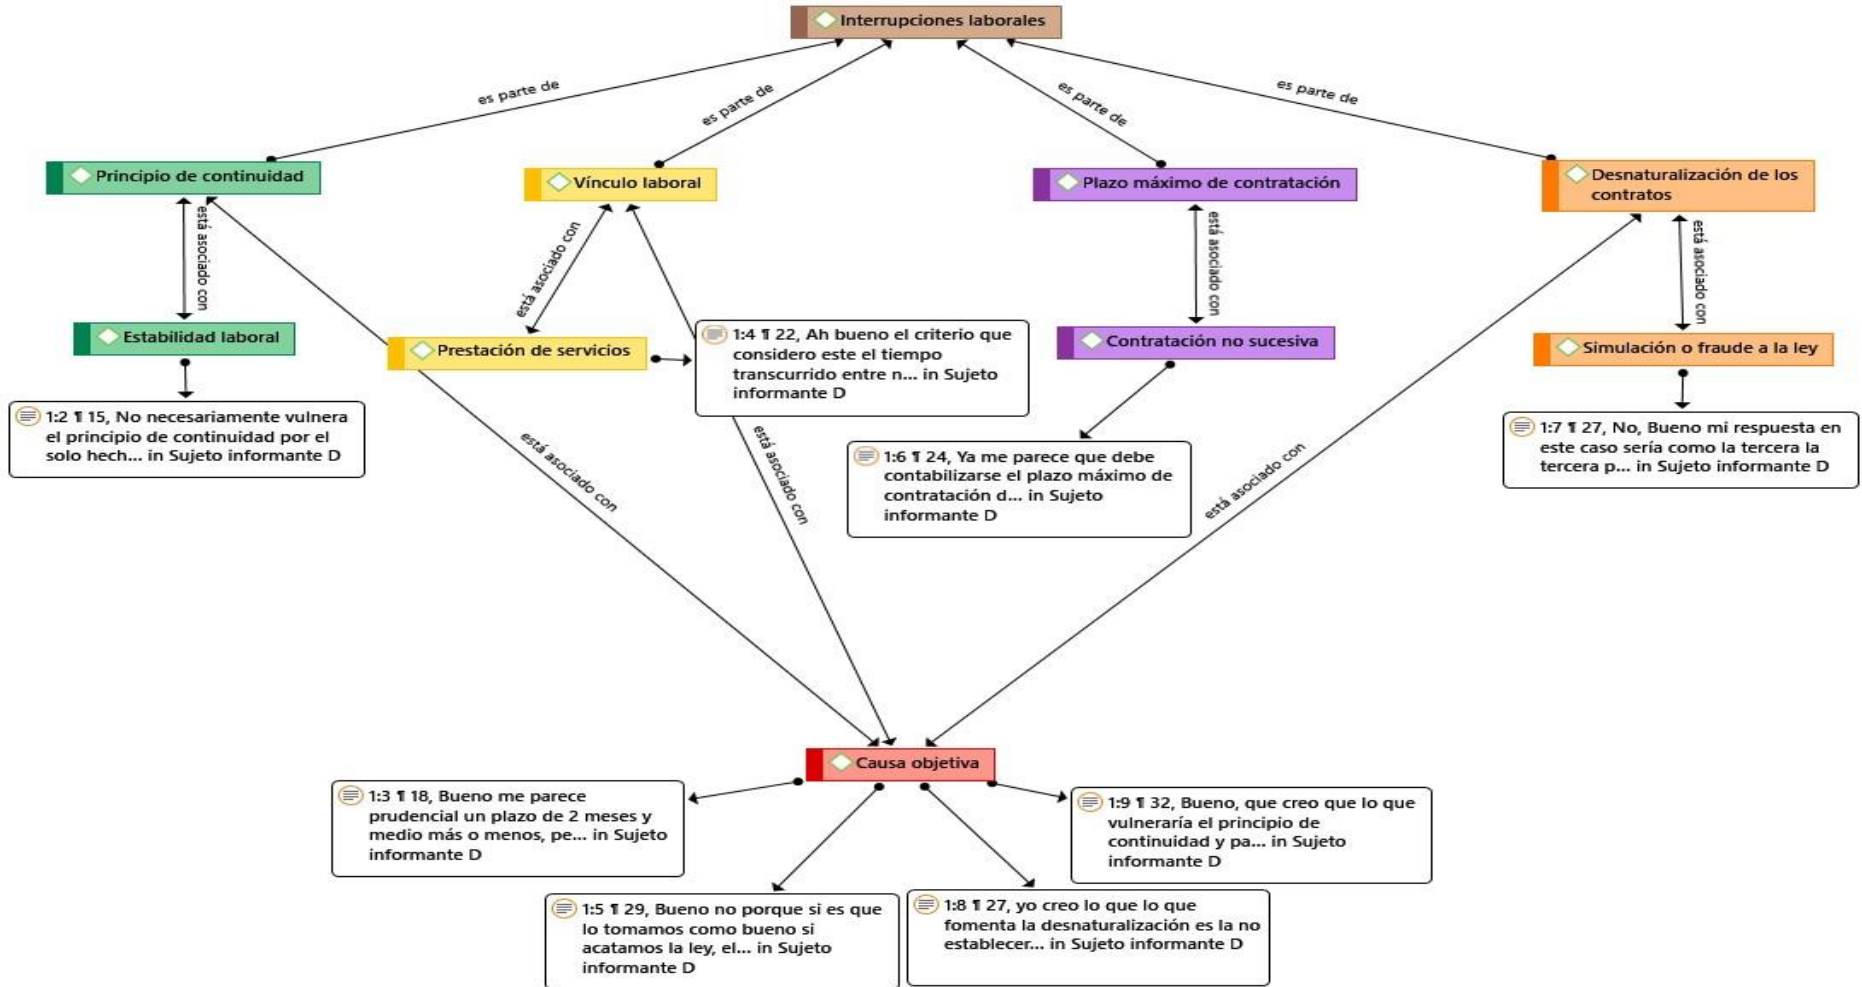 Interrupciones laborales
es parte de
es parte de
es parte de
es parte de
Principio de continuidad
Vínculo laboral
Plazo máximo de contratación
Desnaturalización de los
contratos
está asociado con
está asociado con
está asociado con
está asociado con
Estabilidad laboral
Prestación de servicios
1:4 ¶ 22, Ah bueno el criterio que
considero este el tiempo
transcurrido entre n... in Sujeto
informante D
Contratación no sucesiva
Simulación o fraude a la ley
1:2 ¶ 15, No necesariamente vulnera
el principio de continuidad por el
solo hech... in Sujeto informante D
1:6 ¶ 24, Ya me parece que debe
contabilizarse el plazo máximo de
contratación d... in Sujeto
informante D
1:7 ¶ 27, No, Bueno mi respuesta en
este caso sería como la tercera la
tercera p... in Sujeto informante D
está asociado con
está asociado con
está asociado con
Causa objetiva
1:3 ¶ 18, Bueno me parece
prudencial un plazo de 2 meses y
medio más o menos, pe... in Sujeto
informante D
1:5 ¶ 29, Bueno no porque si es que
lo tomamos como bueno si
acatamos la ley, el... in Sujeto
informante D
1:8 ¶ 27, yo creo lo que lo que
fomenta la desnaturalización es la no
establecer... in Sujeto informante D
1:9 ¶ 32, Bueno, que creo que lo que
vulneraría el principio de
continuidad y pa... in Sujeto
informante D